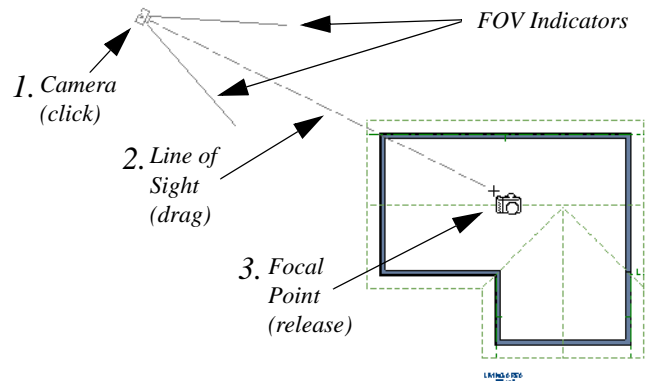 FOV Indicators
1. Camera
(click)
2. Line of
Sight
(drag)
3. Focal
Point
(release)